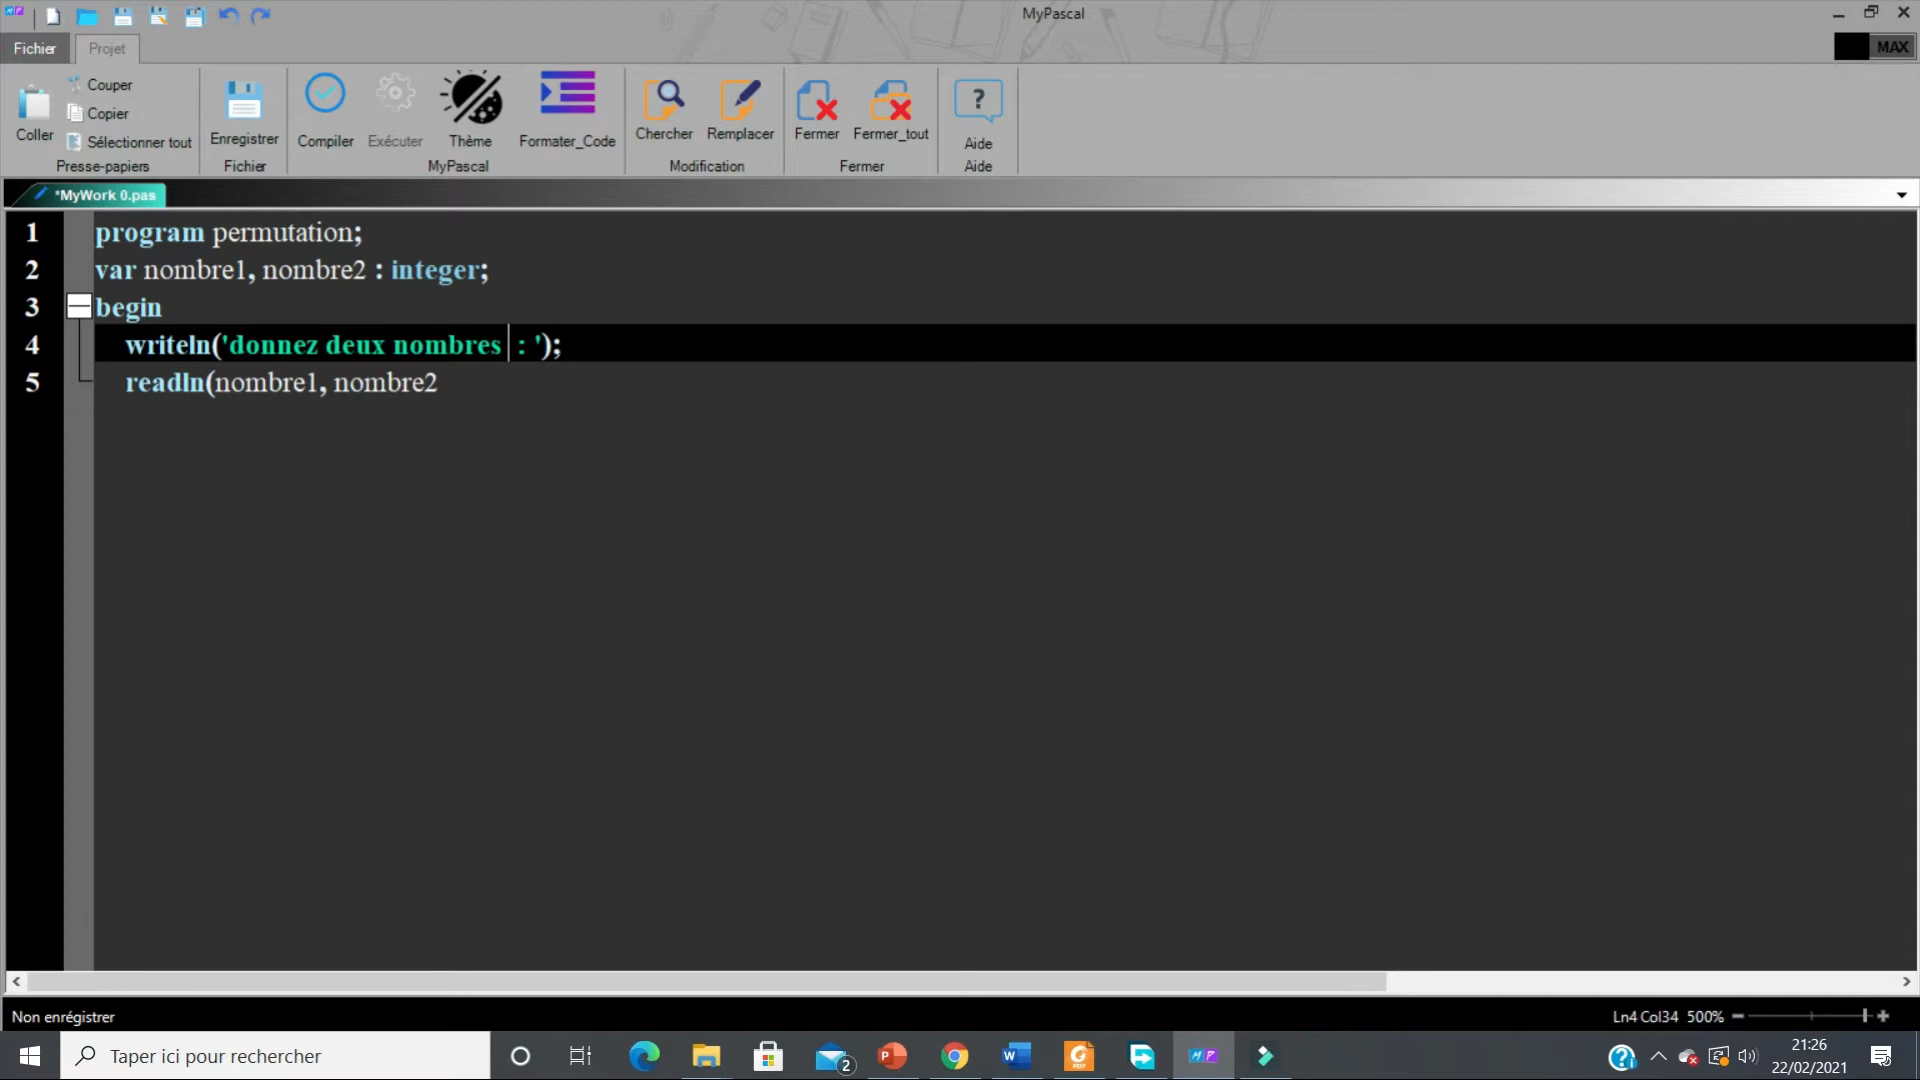 MyPascal
Fichier
Projet
MAX
Coller
Couper
Copier
Sélectionner tout
Presse-papiers
Enregistrer
Fichier
Compiler
Exécuter
Thème
Formater_Code
MyPascal
Chercher
Remplacer
Modification
Fermer
Fermer_tout
Fermer
?
Aide
Aide
*MyWork 0.pas
1 program permutation;
2 var nombre1, nombre2 : integer;
3 begin
4 writeln('donnez deux nombres  : ');
5 readln(nombre1, nombre2
Non enrégistrer
Ln4 Col34 500%
Taper ici pour rechercher
2
21:26
22/02/2021